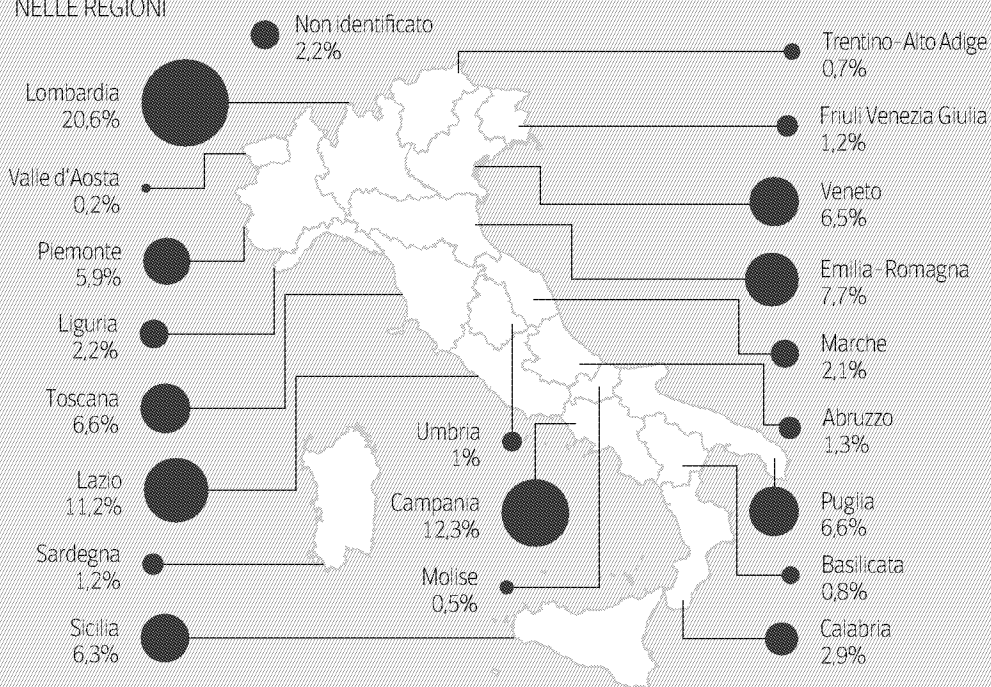 NELLE REGIONI
Non identificato
2,2%
Lombardia
20,6%
Valle d'Aosta
0,2%
Piemonte
5,9%
Liguria
2,2%
Toscana
6,6%
Lazio
11,2%
Sardegna
1,2%
Sicilia
6,3%
Umbria
1%
Campania
12,3%
Molise
0,5%
Trentino-Alto Adige
0,7%
Friuli Venezia Giulia
1,2%
Veneto
6,5%
Emilia-Romagna
7,7%
Marche
2,1%
Abruzzo
1,3%
Puglia
6,6%
Basilicata
0,8%
Calabria
2,9%